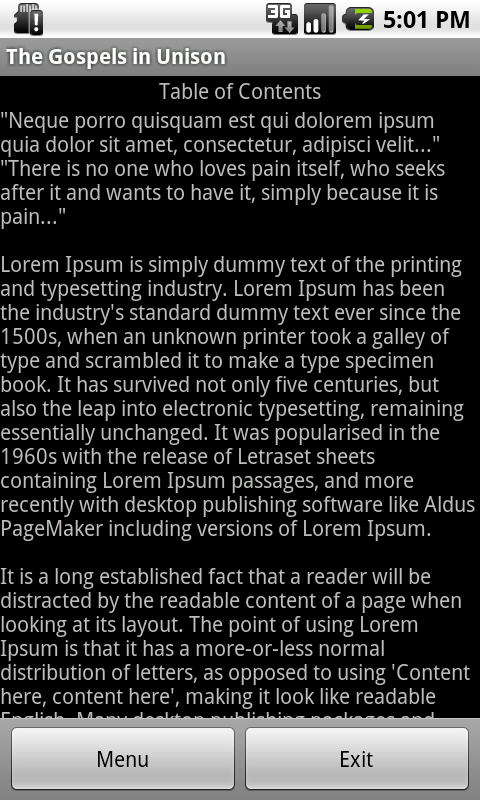 3G
5:01 PM
The Gospels in Unison
Table of Contents
"Neque porro quisquam est qui dolorem ipsum
quia dolor sit amet, consectetur, adipisci velit..."
"There is no one who loves pain itself, who seeks
after it and wants to have it, simply because it is
pain..."
Lorem Ipsum is simply dummy text of the printing
and typesetting industry. Lorem Ipsum has been
the industry's standard dummy text ever since the
1500s, when an unknown printer took a galley of
type and scrambled it to make a type specimen
book. It has survived not only five centuries, but
also the leap into electronic typesetting, remaining
essentially unchanged. It was popularised in the
1960s with the release of Letraset sheets
containing Lorem Ipsum passages, and more
recently with desktop publishing software like Aldus
PageMaker including versions of Lorem Ipsum.
It is a long established fact that a reader will be
distracted by the readable content of a page when
looking at its layout. The point of using Lorem
Ipsum is that it has a more-or-less normal
distribution of letters, as opposed to using 'Content
here, content here', making it look like readable
English. Many desktop publishing packages and
Menu
Exit